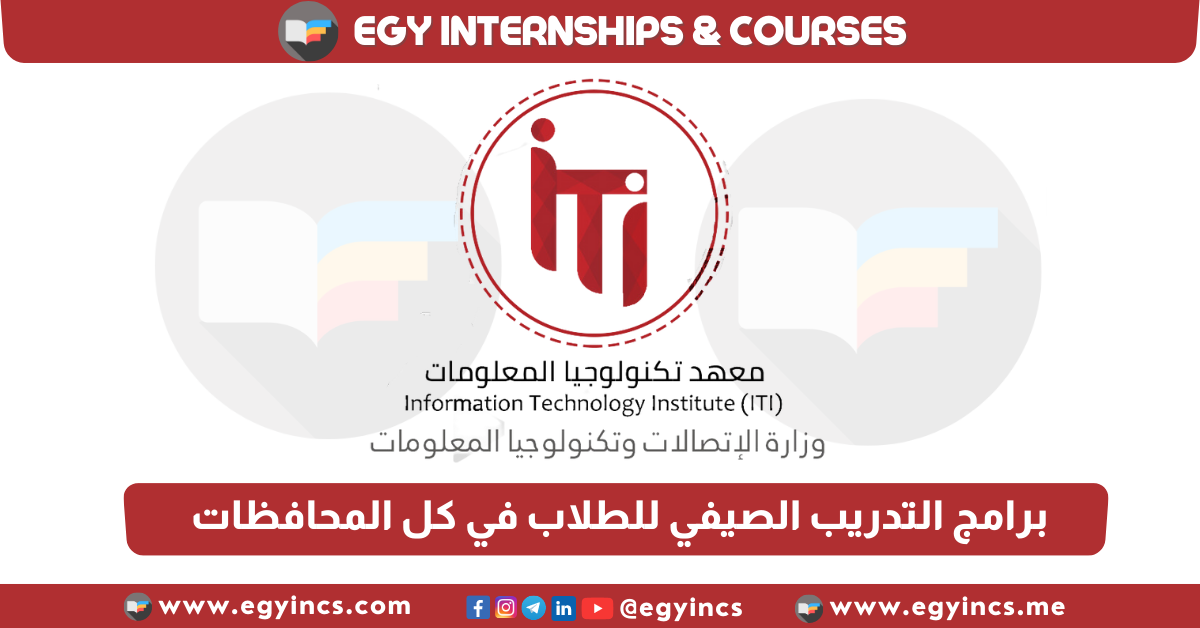 EGY INTERNSHIPS & COURSES
iTi
معهد تكنولوجيا المعلومات
Information Technology Institute (ITI)
وزارة الإتصالات وتكنولوجيا المعلومات
برامج التدريب الصيفي للطلاب في كل المحافظات
www.egyincs.com @egyincs www.egyincs.me